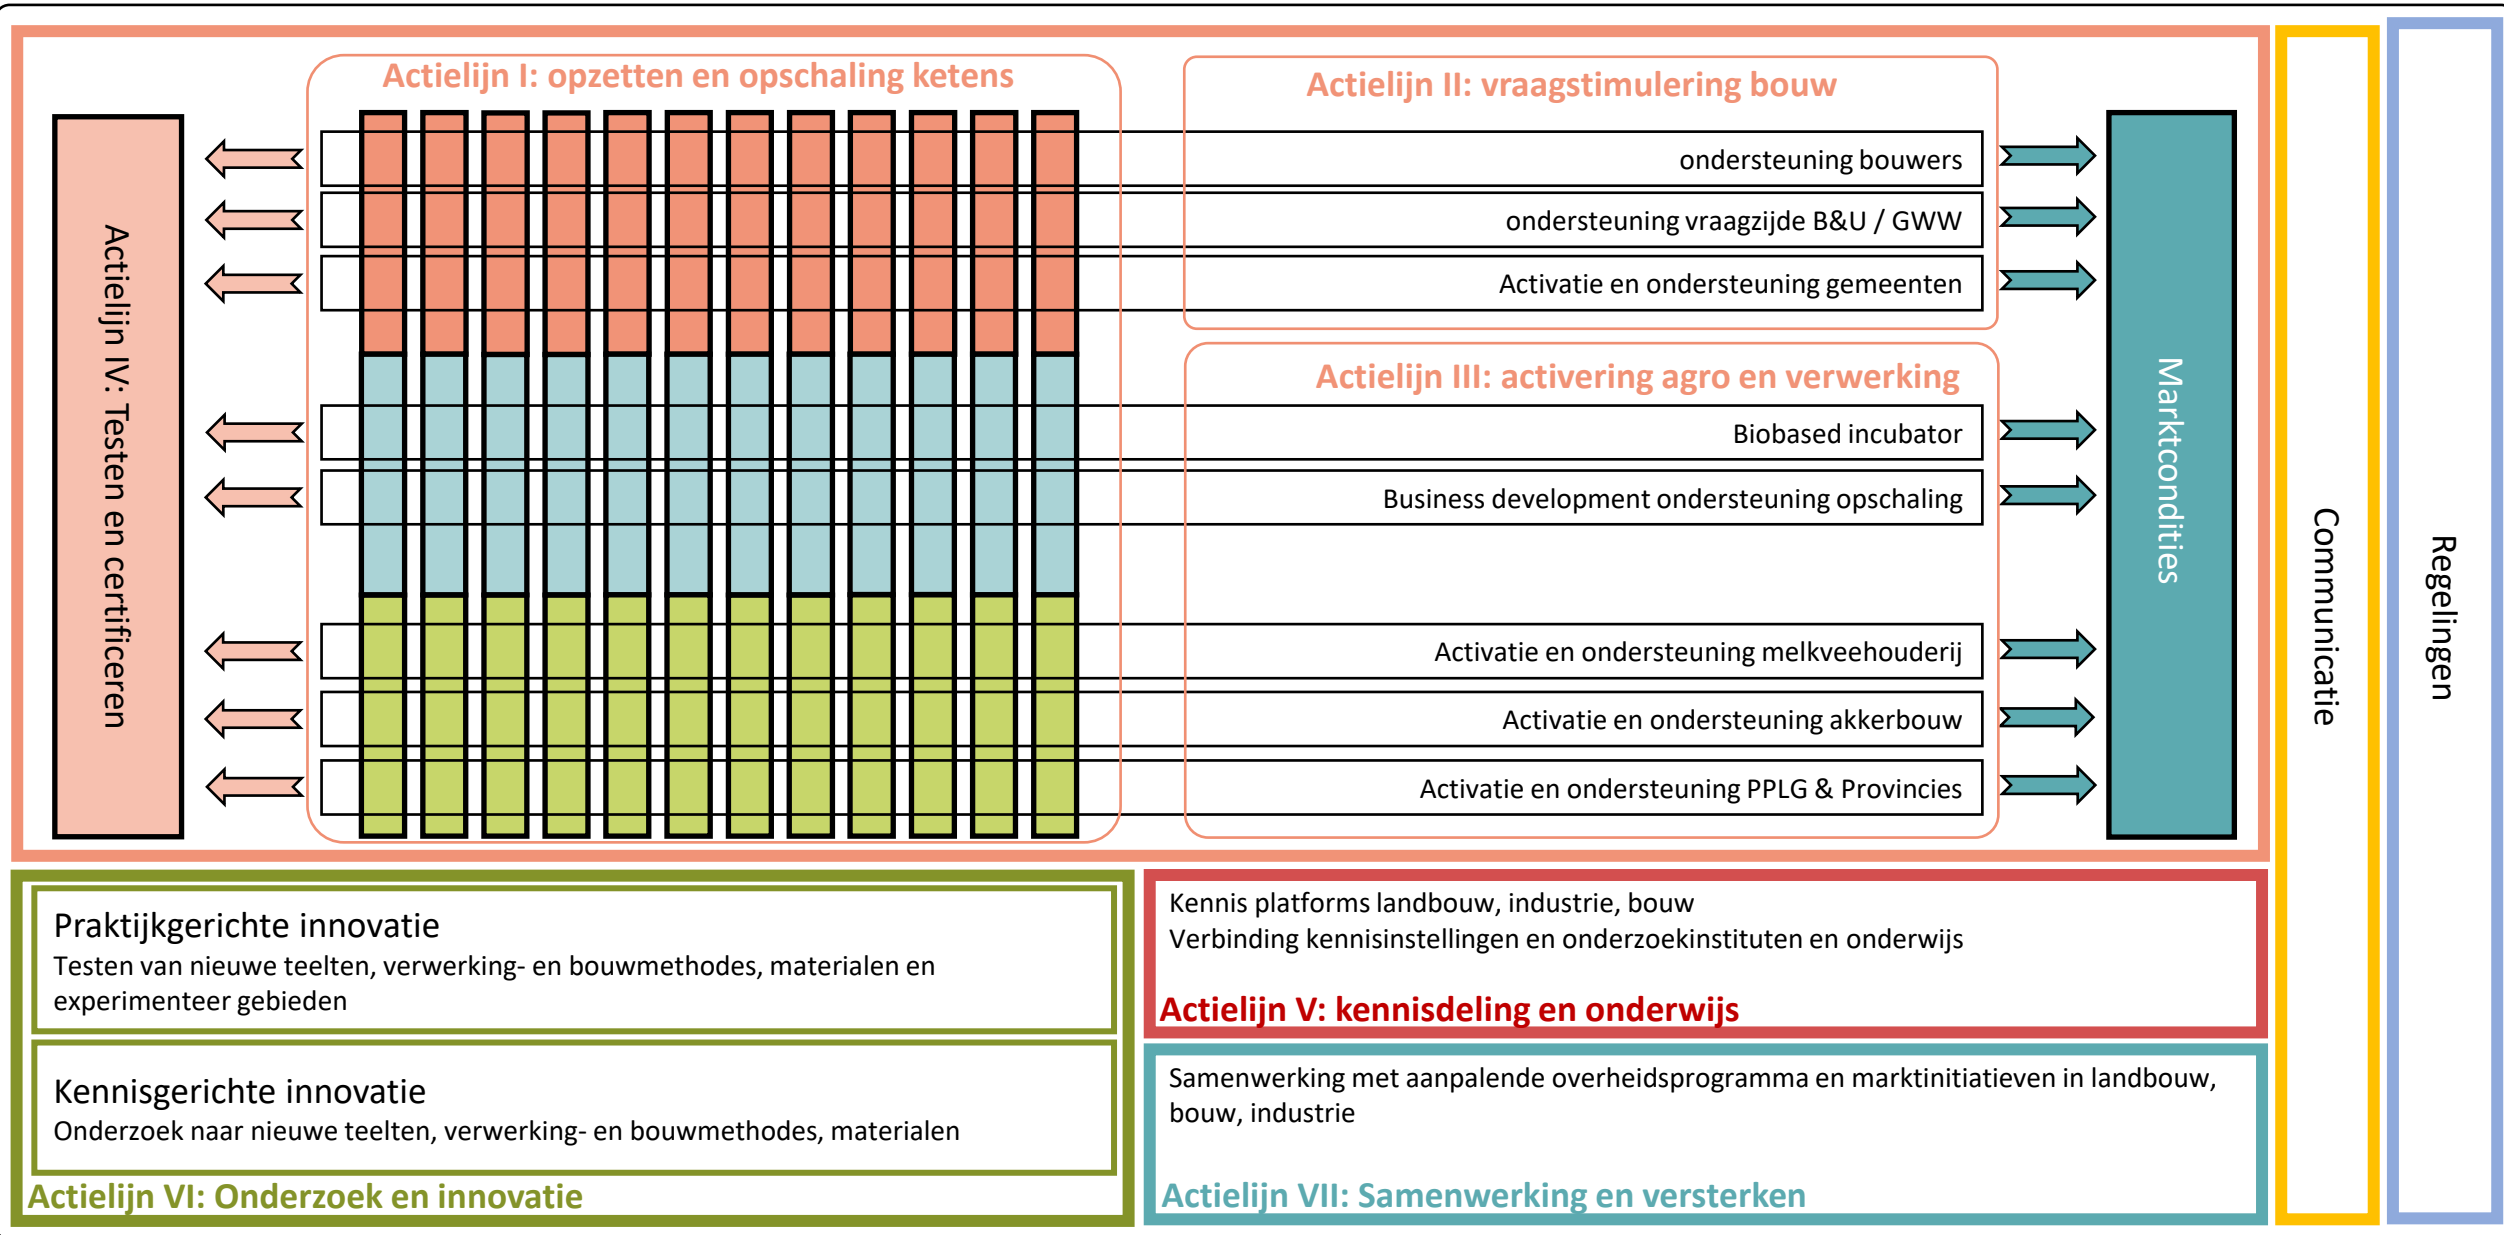 Actielijn I: opzetten en opschaling ketens
Actielijn II: vraagstimulering bouw
ondersteuning bouwers
ondersteuning vraagzijde B&U / GWW
Activatie en ondersteuning gemeenten
Actielijn III: activering agro en verwerking
Biobased incubator
Business development ondersteuning opschaling
Activatie en ondersteuning melkveehouderij
Activatie en ondersteuning akkerbouw
Activatie en ondersteuning PPLG & Provincies
Actielijn IV: Testen en certificeren
Marktcondities
Communicatie
Regelingen
Praktijkgerichte innovatie
Testen van nieuwe teelten, verwerking- en bouwmethodes, materialen en
experimenteer gebieden
Kennisgerichte innovatie
Onderzoek naar nieuwe teelten, verwerking- en bouwmethodes, materialen
Actielijn VI: Onderzoek en innovatie
Kennis platforms landbouw, industrie, bouw
Verbinding kennisinstellingen en onderzoekinstituten en onderwijs
Actielijn V: kennisdeling en onderwijs
Samenwerking met aanpalende overheidsprogramma en marktinitiatieven in landbouw,
bouw, industrie
Actielijn VII: Samenwerking en versterken